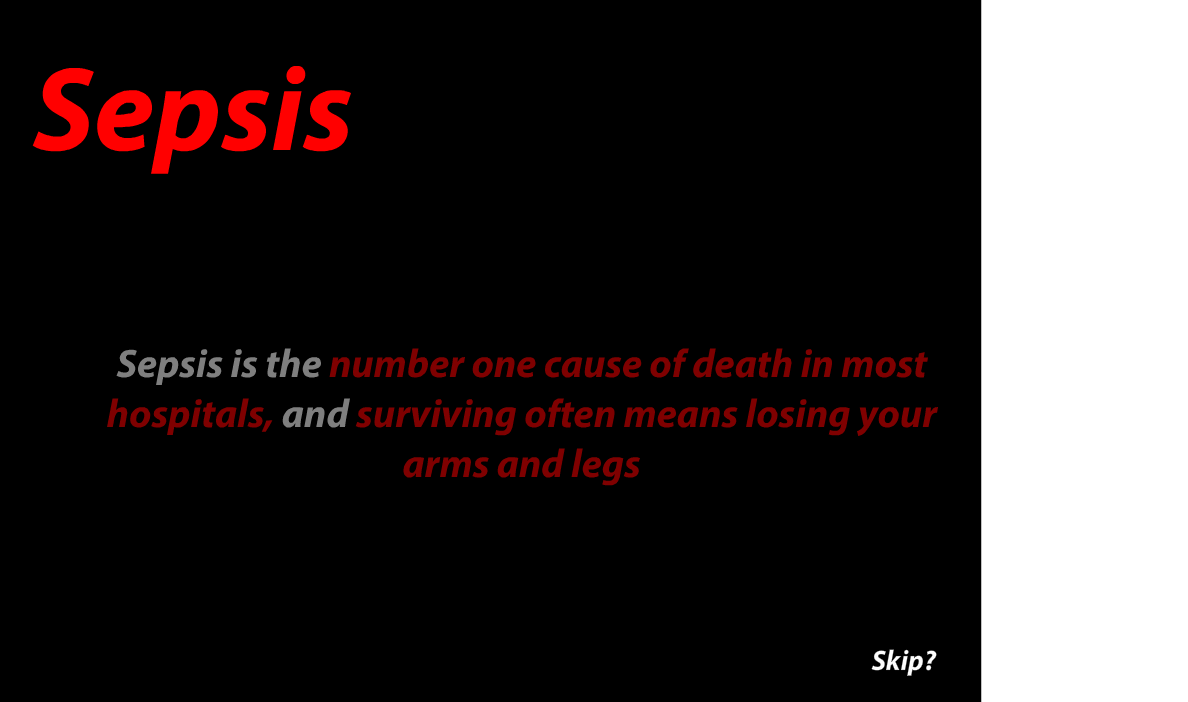 Sepsis
Sepsis is the number one cause of death in most
hospitals, and surviving often means losing your
arms and legs
Skip?